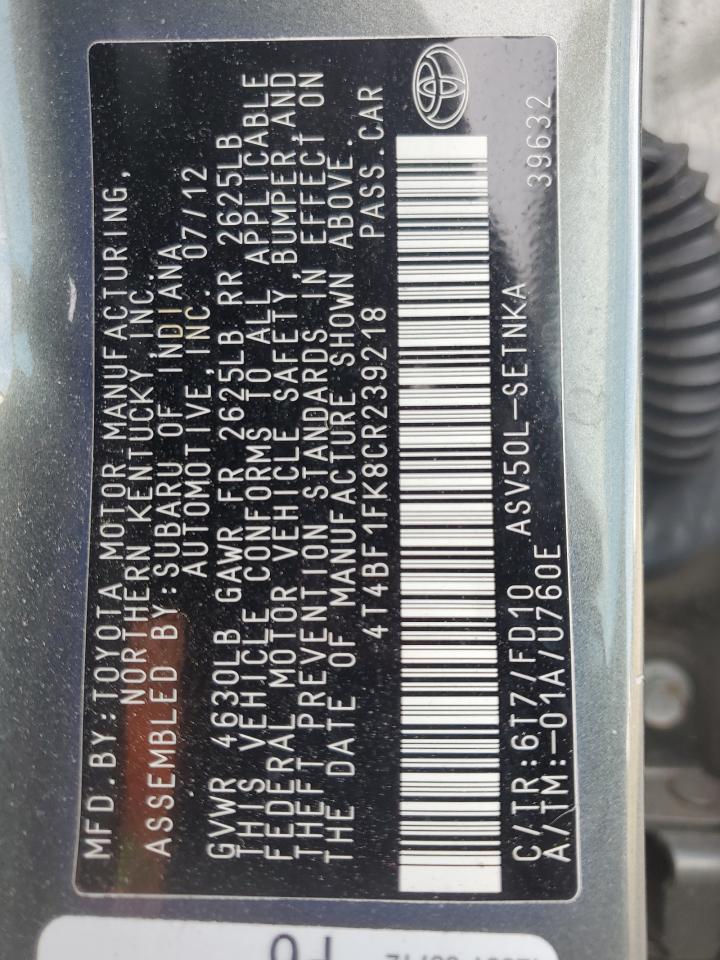 MFD.BY:TOYOTA MOTOR MANUFACTURING,
NORTHERN KENTUCKY INC.
ASSEMBLED BY:SUBARU OF INDIANA
AUTOMOTIVE,INC. 07/12
GVWR 4630LB GAWR FR 2625LB RR 2625LB
THIS VEHICLE CONFORMS TO ALL APPLICABLE
FEDERAL MOTOR VEHICLE SAFETY,BUMPER,AND
THEFT PREVENTION STANDARDS IN EFFECT ON
THE DATE OF MANUFACTURE SHOWN ABOVE.
4T4BF1FK8CR239218 PASS.CAR
C/TR:6T7/FD10 ASV50L-SETNKA 39632
A/TM:-01A/U760E